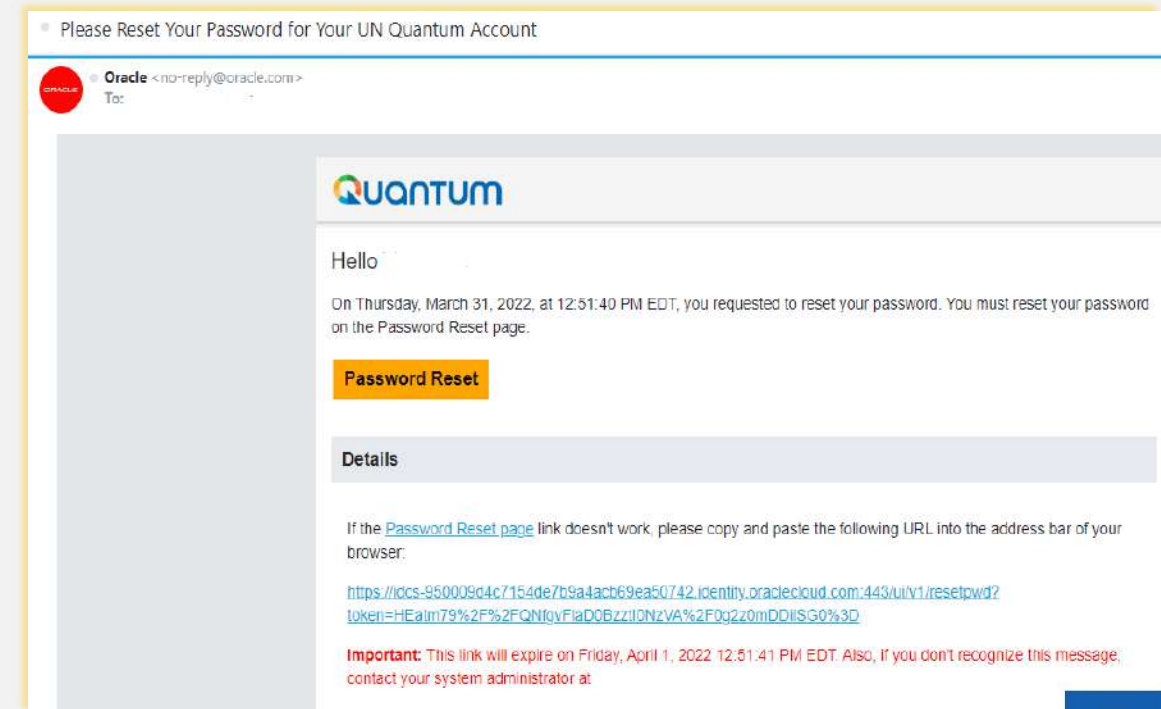 Please Reset Your Password for Your UN Quantum Account
ORACLE
Oracle <no-reply@oracle.com>
To:
Quantum
Hello
On Thursday, March 31, 2022, at 12:51:40 PM EDT, you requested to reset your password. You must reset your password
on the Password Reset page.
Password Reset
Details
If the Password Reset page link doesn't work, please copy and paste the following URL into the address bar of your
browser:
https://idcs-950009d4c7154de7b9a4acb69ea50742.identity.oraclecloud.com:443/ui/v1/resetpwd?
Important: This link will expire on Friday, April 1, 2022 12:51:41 PM EDT. Also, if you don't recognize this message,
contact your system administrator at